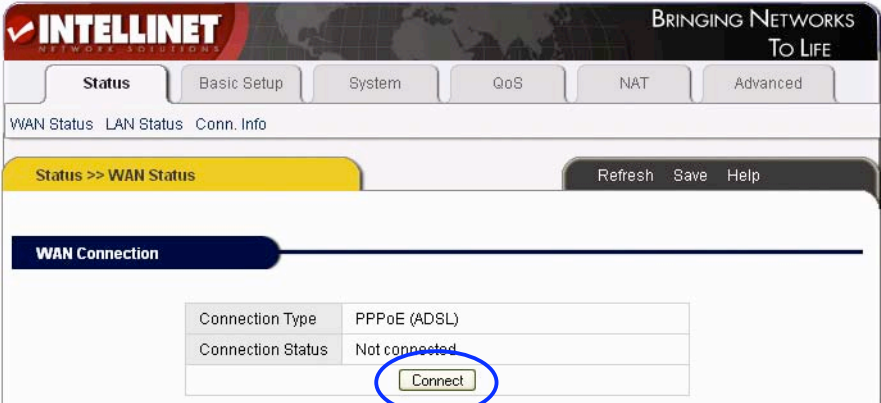 INTELLINET
NETWORK SOLUTIONS
BRINGING NETWORKS
TO LIFE
Status Basic Setup System QoS NAT Advanced
WAN Status LAN Status Conn. Info
Status >> WAN Status Refresh Save Help
WAN Connection
Connection Type PPPoE (ADSL)
Connection Status Not connected
Connect